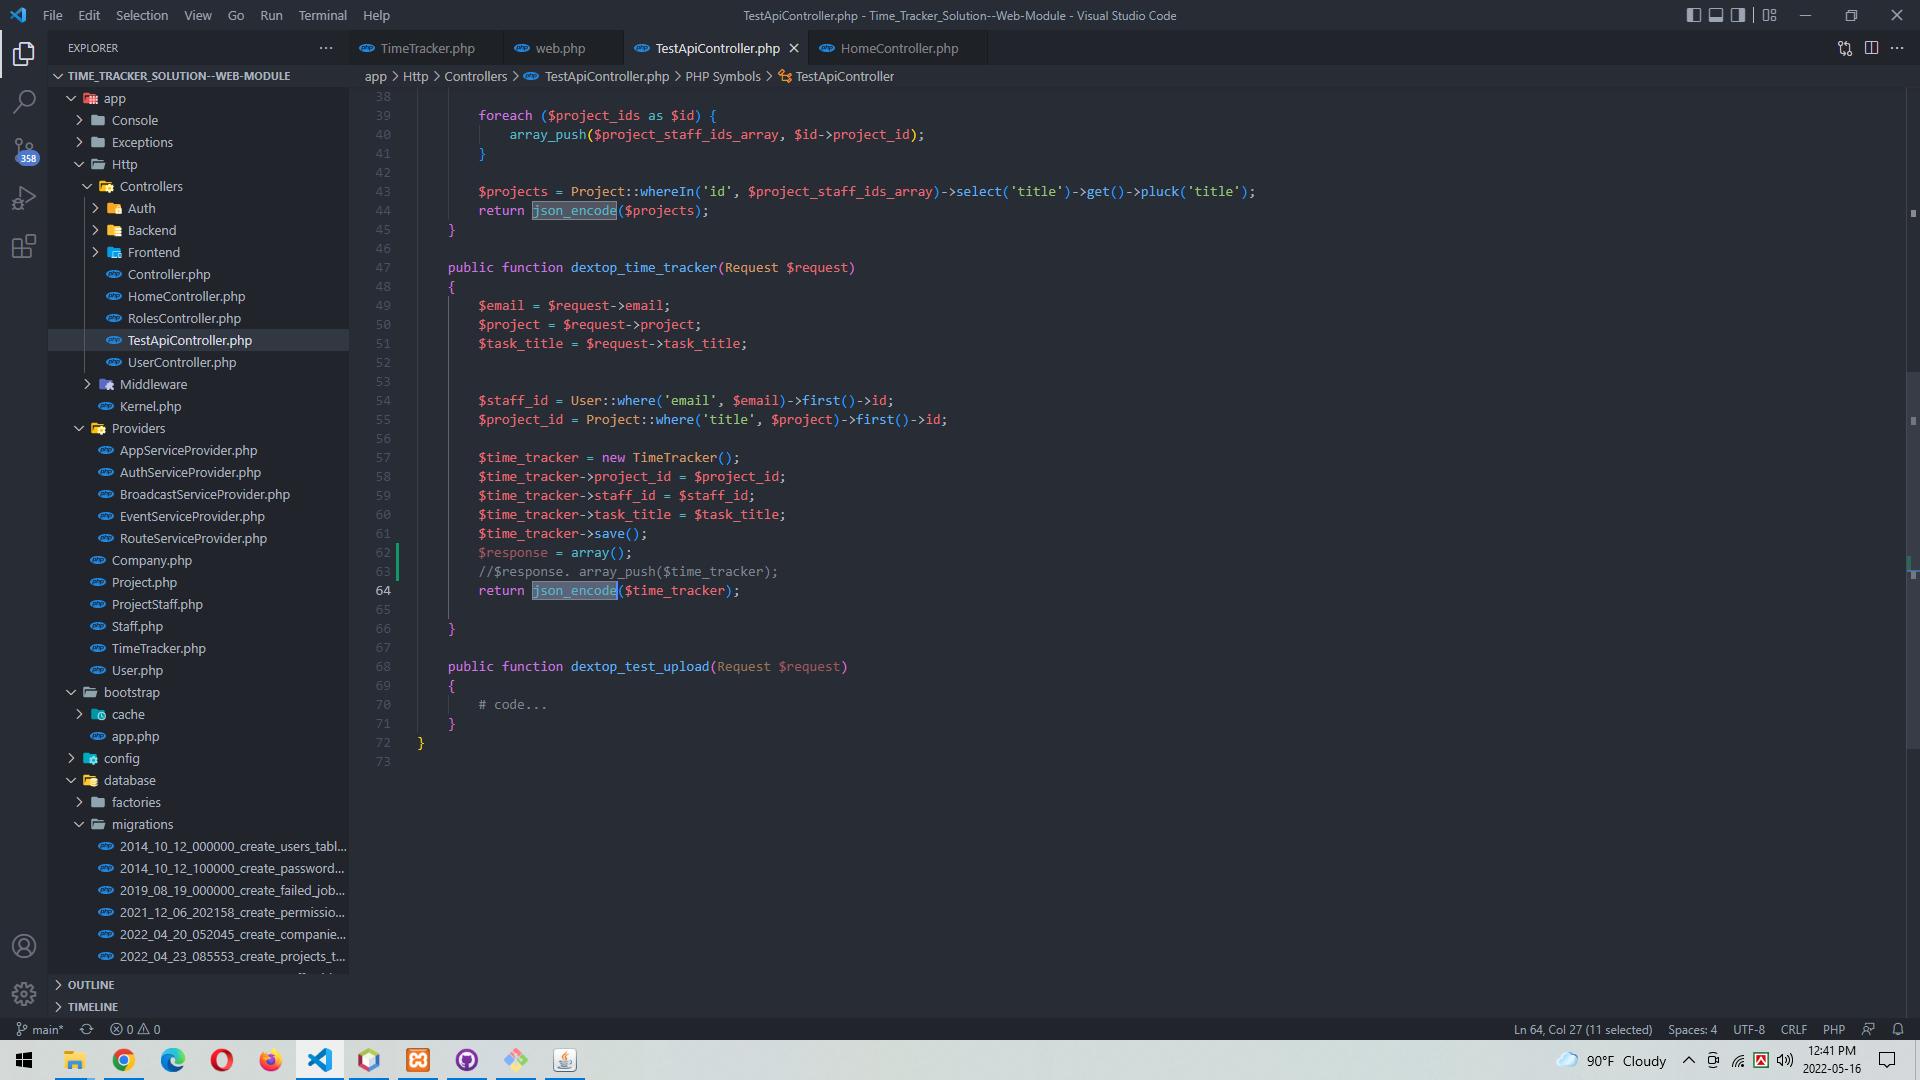 File Edit Selection View Go Run Terminal Help
TestApiController.php - Time_Tracker_Solution--Web-Module - Visual Studio Code
EXPLORER
TimeTracker.php
web.php
TestApiController.php
HomeController.php
TIME_TRACKER_SOLUTION--WEB-MODULE
app > Http > Controllers > TestApiController.php > PHP Symbols > TestApiController
app
Console
Exceptions
Http
Controllers
Auth
Backend
Frontend
Controller.php
HomeController.php
RolesController.php
TestApiController.php
UserController.php
Middleware
Kernel.php
Providers
AppServiceProvider.php
AuthServiceProvider.php
BroadcastServiceProvider.php
EventServiceProvider.php
RouteServiceProvider.php
Company.php
Project.php
ProjectStaff.php
Staff.php
TimeTracker.php
User.php
bootstrap
cache
app.php
config
database
factories
migrations
2014_10_12_000000_create_users_tabl...
2014_10_12_100000_create_password...
2019_08_19_000000_create_failed_job...
2021_12_06_202158_create_permissio...
2022_04_20_052045_create_companie...
2022_04_23_085553_create_projects_t...
OUTLINE
TIMELINE
358
38
39 foreach ($project_ids as $id) {
40 array_push($project_staff_ids_array, $id->project_id);
41 }
42
43 $projects = Project::whereIn('id', $project_staff_ids_array)->select('title')->get()->pluck('title');
44 return json_encode($projects);
45 }
46
47 public function dextop_time_tracker(Request $request)
48 {
49 $email = $request->email;
50 $project = $request->project;
51 $task_title = $request->task_title;
52
53
54 $staff_id = User::where('email', $email)->first()->id;
55 $project_id = Project::where('title', $project)->first()->id;
56
57 $time_tracker = new TimeTracker();
58 $time_tracker->project_id = $project_id;
59 $time_tracker->staff_id = $staff_id;
60 $time_tracker->task_title = $task_title;
61 $time_tracker->save();
62 $response = array();
63 //$response. array_push($time_tracker);
64 return json_encode($time_tracker);
65
66 }
67
68 public function dextop_test_upload(Request $request)
69 {
70 # code...
71 }
72 }
73
main* 0 0
Ln 64, Col 27 (11 selected) Spaces: 4 UTF-8 CRLF PHP
90°F Cloudy
12:41 PM
2022-05-16